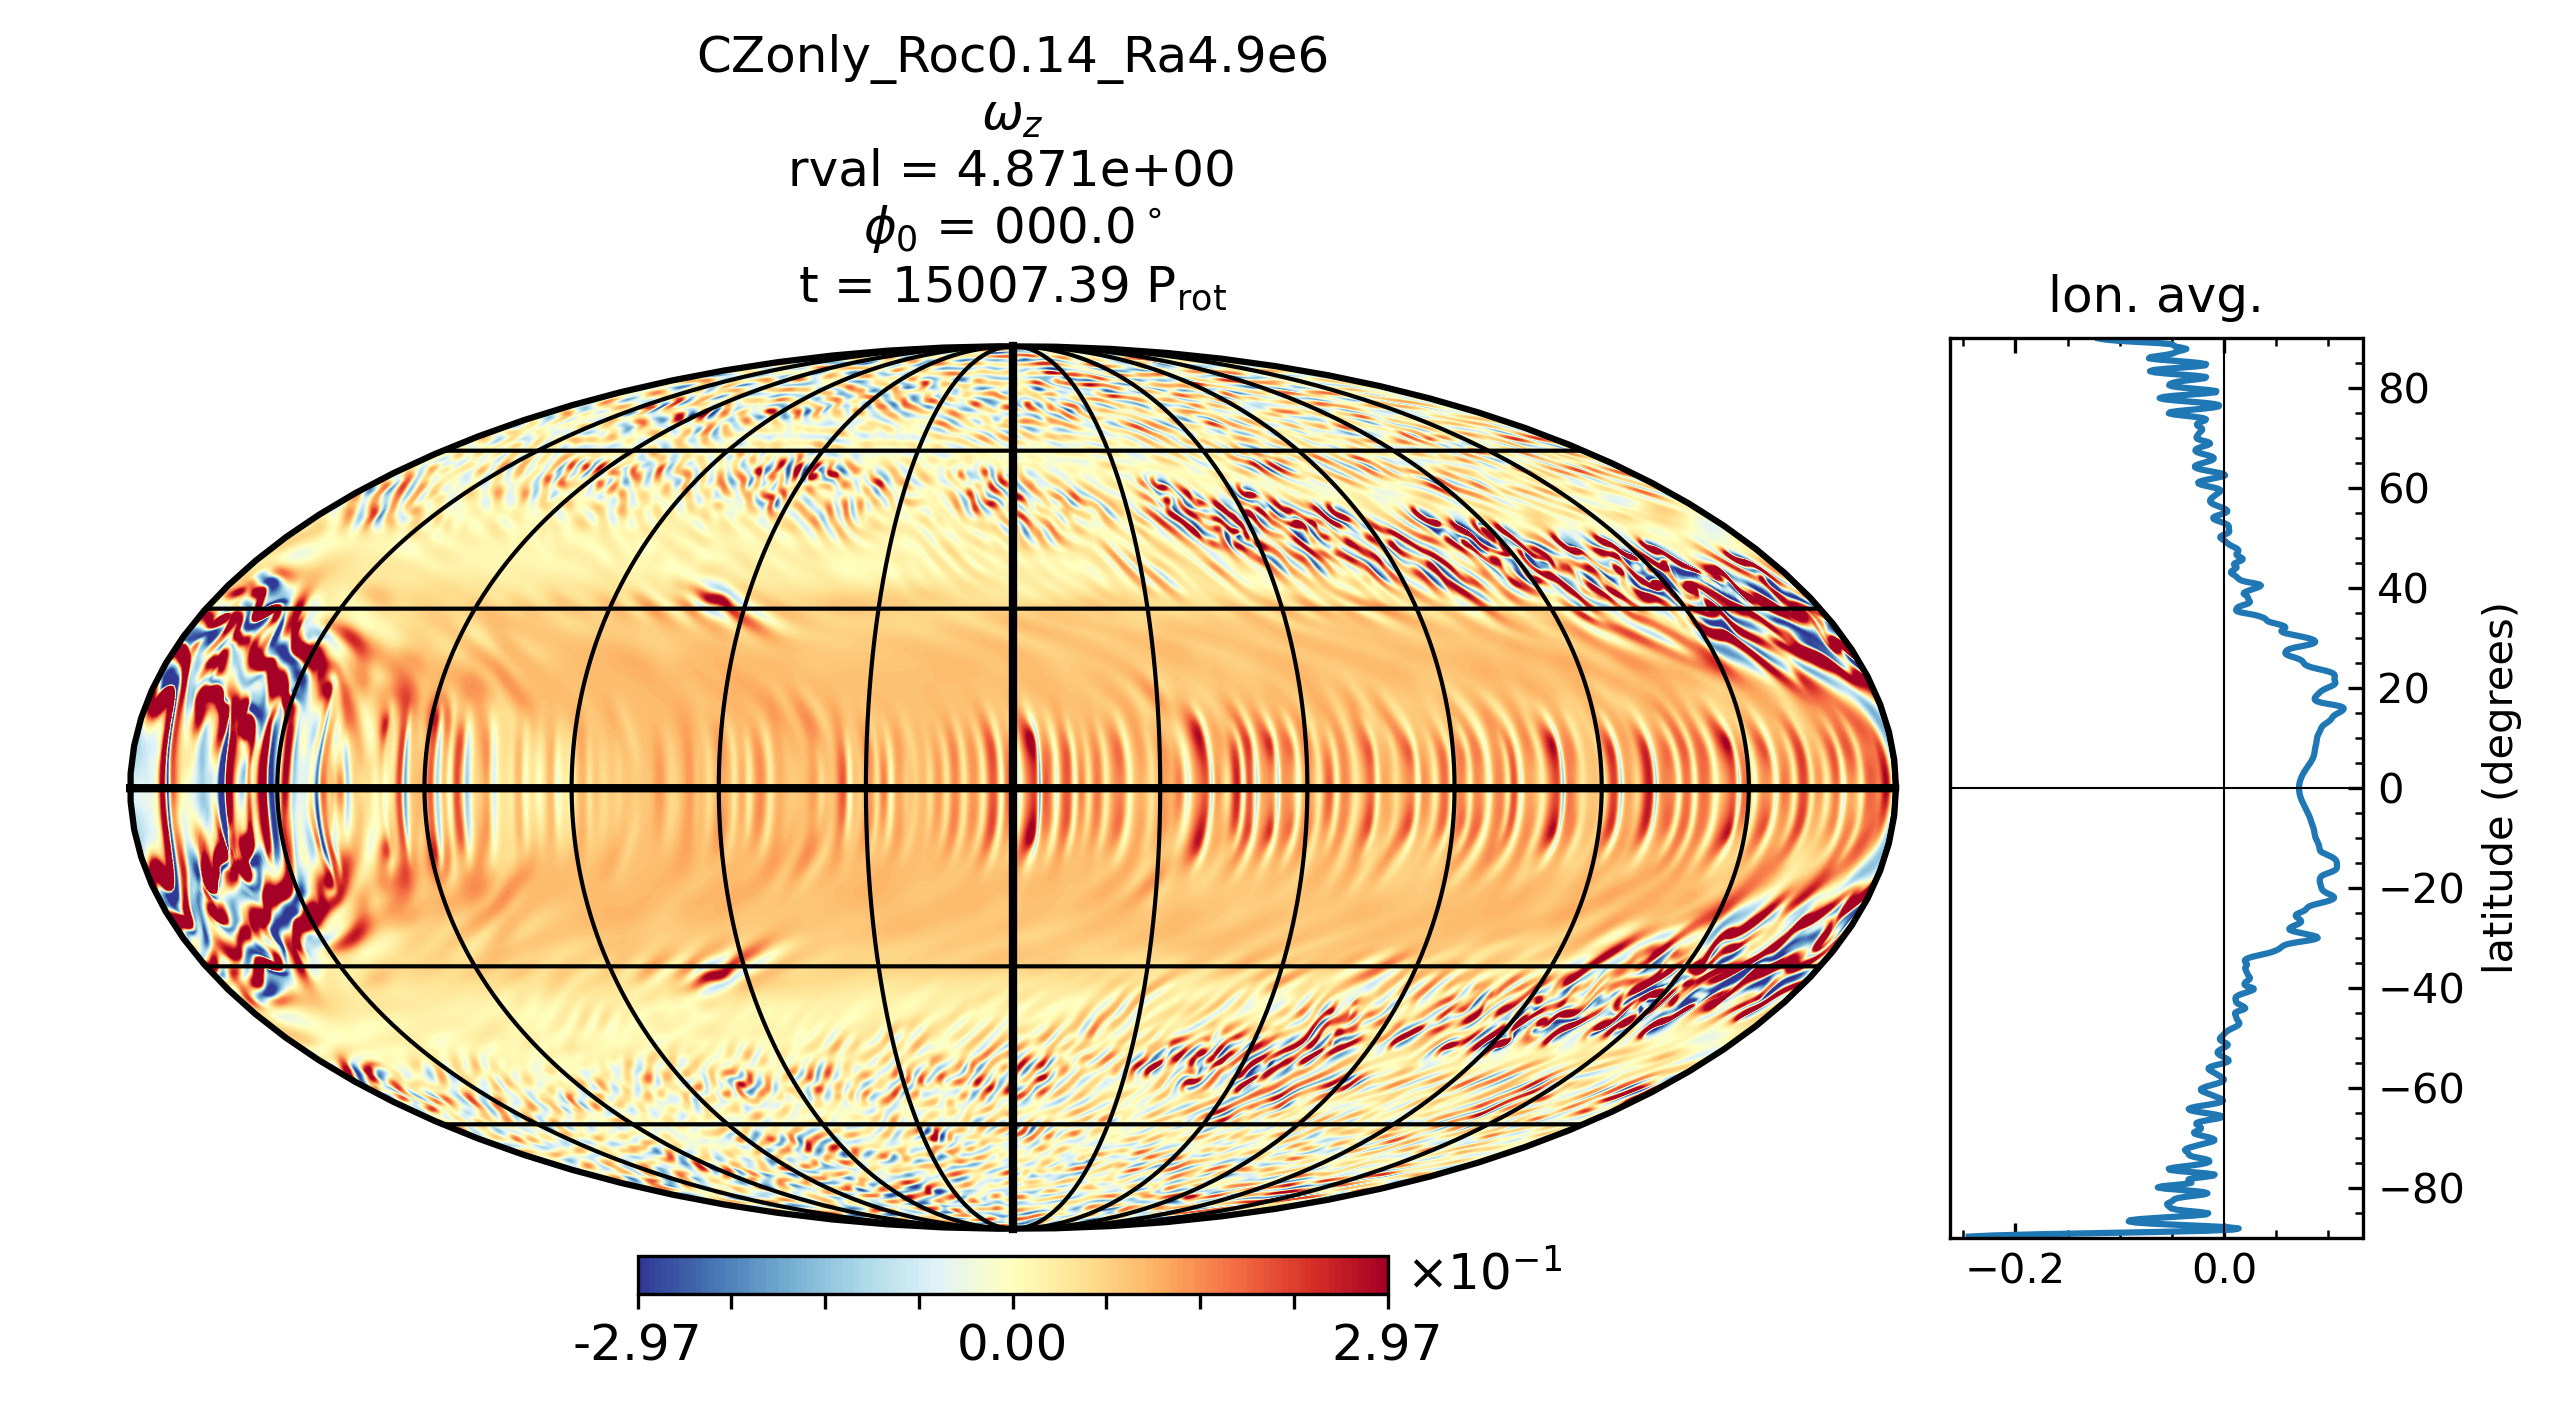 CZonly_Roc0.14_Ra4.9e6
ω_z
rval = 4.871e+00
ϕ_0 = 000.0°
t = 15007.39 P_rot
lon. avg.
80
60
40
20
0
−20
−40
−60
−80
latitude (degrees)
−0.2 0.0
×10^−1
-2.97 0.00 2.97